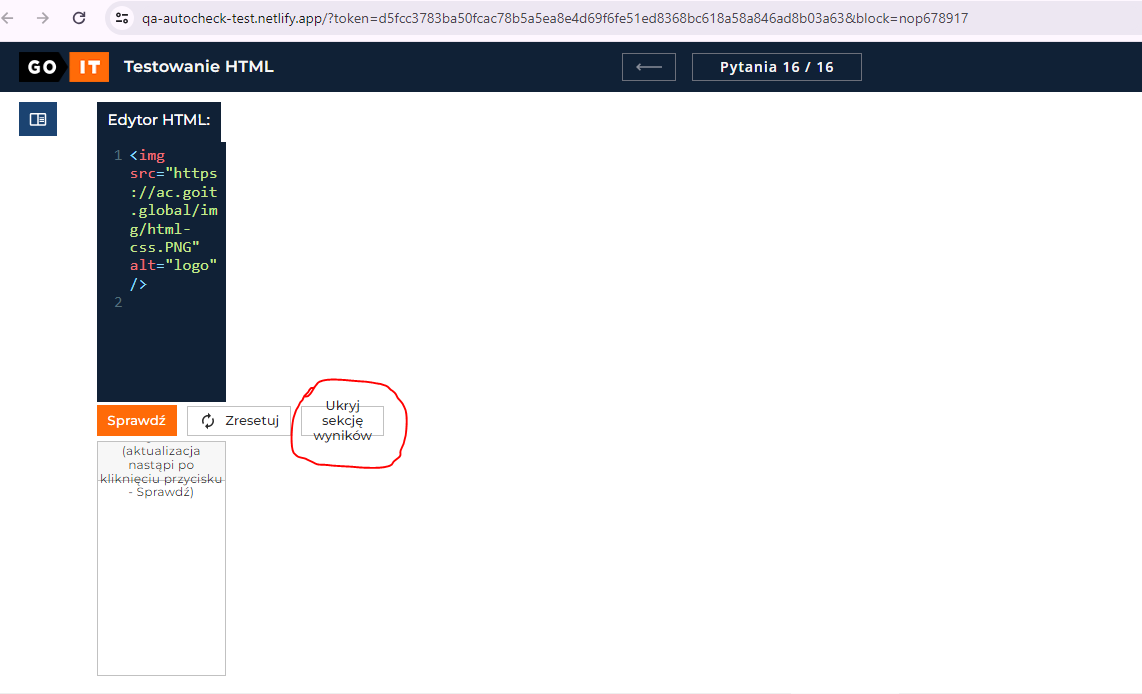 qa-autocheck-test.netlify.app/?token=d5fcc3783ba50fcac78b5a5ea8e4d69f6fe51ed8368bc618a58a846ad8b03a63&block=nop678917
GO IT Testowanie HTML
Pytania 16 / 16
Edytor HTML:
1 <img
src="https
://ac.goit
.global/im
g/html-
css.PNG"
alt="logo"
/>
2
Sprawdź
Zresetuj
Ukryj
sekcję
wyników
(aktualizacja
nastąpi po
kliknięciu przycisku
- Sprawdź)